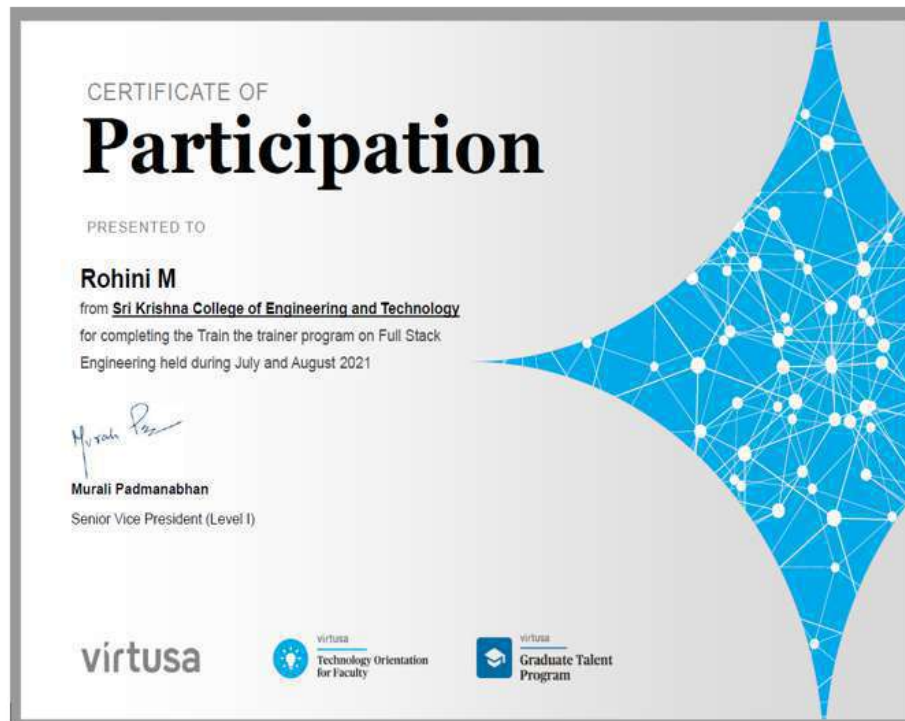 CERTIFICATE OF
Participation
PRESENTED TO
Rohini M
from Sri Krishna College of Engineering and Technology
for completing the Train the trainer program on Full Stack
Engineering held during July and August 2021
Murali Padmanabhan
Senior Vice President (Level I)
virtusa
virtusa
Technology Orientation
for Faculty
virtusa
Graduate Talent
Program